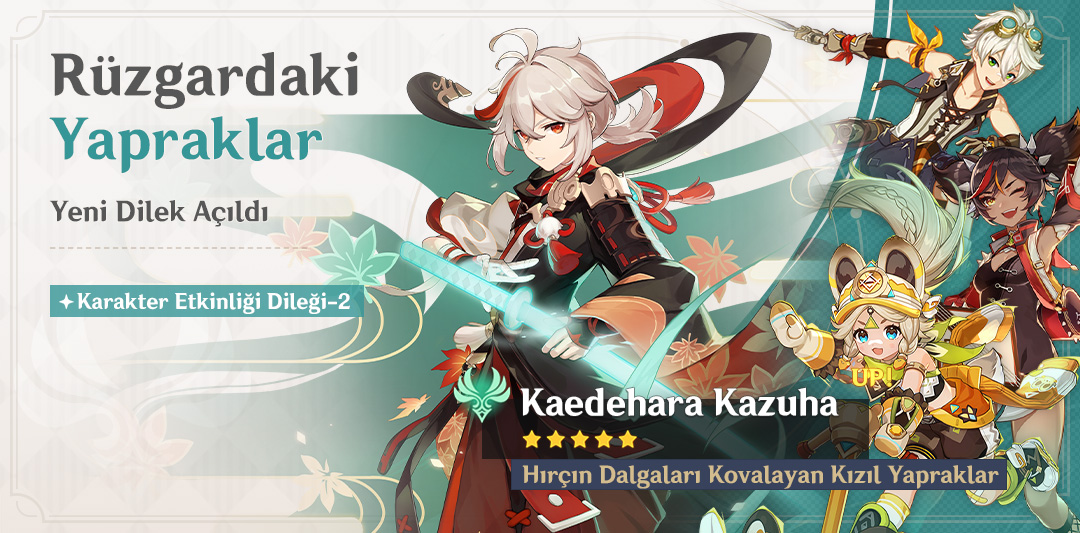 Rüzgardaki
Yapraklar
Yeni Dilek Açıldı
Karakter Etkinliği Dileği-2
UP!
Kaedehara Kazuha
Hırçın Dalgaları Kovalayan Kızıl Yapraklar